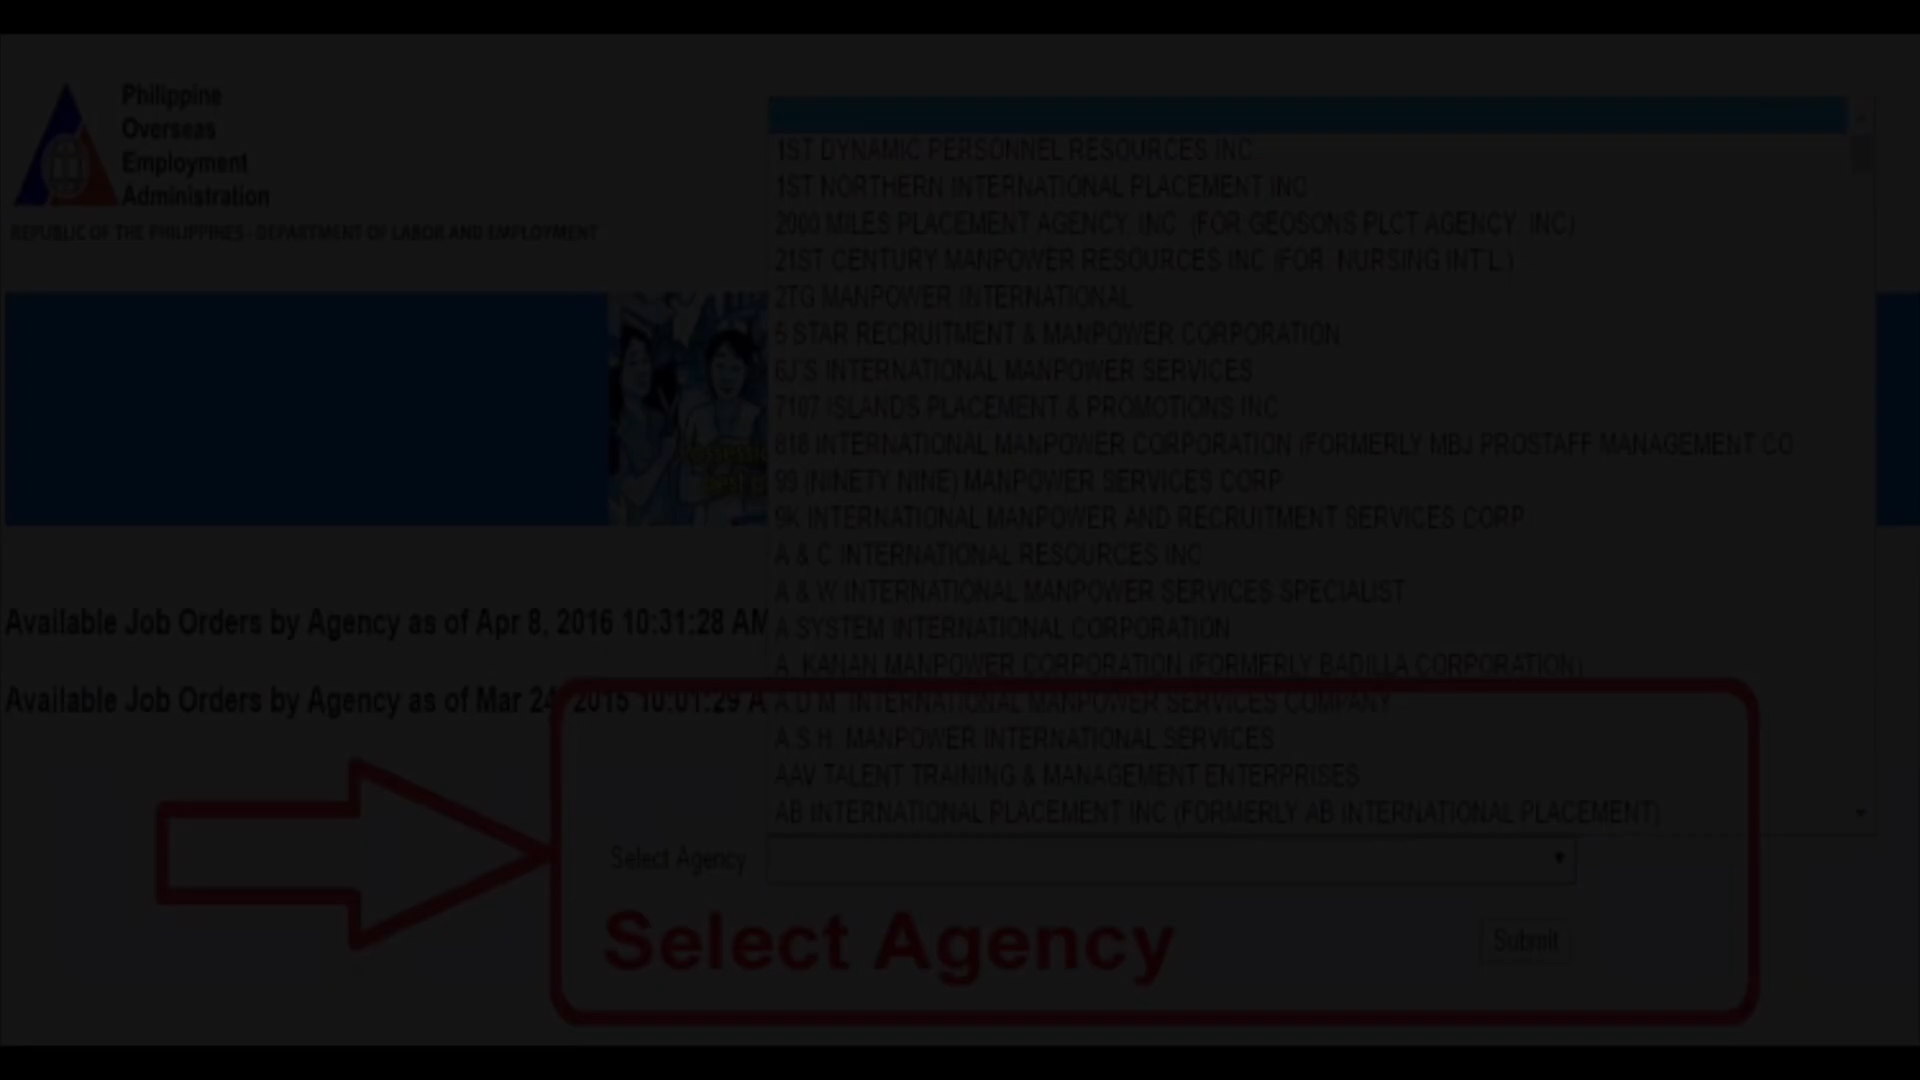 Philippine
Overseas
Employment
Administration
REPUBLIC OF THE PHILIPPINES - DEPARTMENT OF LABOR AND EMPLOYMENT
1ST DYNAMIC PERSONNEL RESOURCES INC
1ST NORTHERN INTERNATIONAL PLACEMENT INC
2000 MILES PLACEMENT AGENCY, INC. (FOR.GEOSONS PLCT AGENCY, INC)
21ST CENTURY MANPOWER RESOURCES INC (FOR. NURSING INT'L.)
2TG MANPOWER INTERNATIONAL
5 STAR RECRUITMENT & MANPOWER CORPORATION
6J'S INTERNATIONAL MANPOWER SERVICES
7107 ISLANDS PLACEMENT & PROMOTIONS INC
818 INTERNATIONAL MANPOWER CORPORATION (FORMERLY MBJ PROSTAFF MANAGEMENT CO
99 (NINETY NINE) MANPOWER SERVICES CORP
9K INTERNATIONAL MANPOWER AND RECRUITMENT SERVICES CORP
A & C INTERNATIONAL RESOURCES INC
A & W INTERNATIONAL MANPOWER SERVICES SPECIALIST
A SYSTEM INTERNATIONAL CORPORATION
A. KANAN MANPOWER CORPORATION (FORMERLY BADILLA CORPORATION)
A.D.M. INTERNATIONAL MANPOWER SERVICES COMPANY
A.S.H. MANPOWER INTERNATIONAL SERVICES
AAV TALENT TRAINING & MANAGEMENT ENTERPRISES
AB INTERNATIONAL PLACEMENT INC (FORMERLY AB INTERNATIONAL PLACEMENT)
Available Job Orders by Agency as of Apr 8, 2016 10:31:28 AM
Available Job Orders by Agency as of Mar 24, 2015 10:01:29 A
Select Agency
Select Agency
Submit